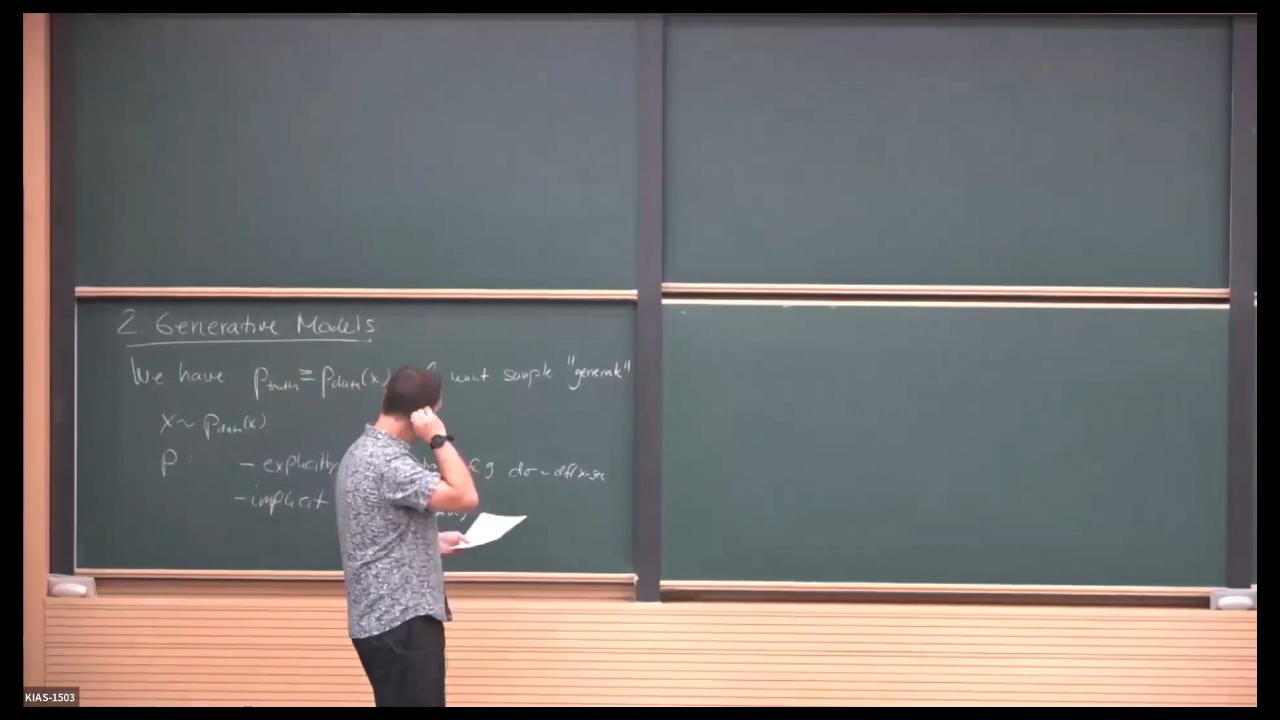 2 Generative Models
We have p_truth ≡ p_data(x) want sample "generate"
x ~ p_data(x)
p : - explicitly e.g. dσ ~ diff x-sec
- implicit
KIAS-1503